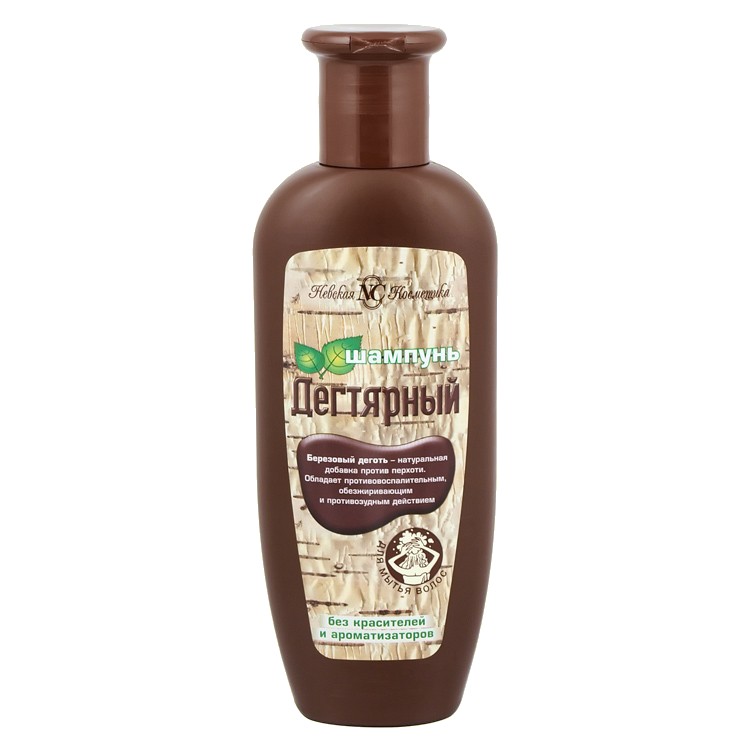 Невская NC Косметика
шампунь
Дегтярный
Березовый деготь – натуральная
добавка против перхоти.
Обладает противовоспалительным,
обезжиривающим
и противозудным действием
для мытья волос
без красителей
и ароматизаторов